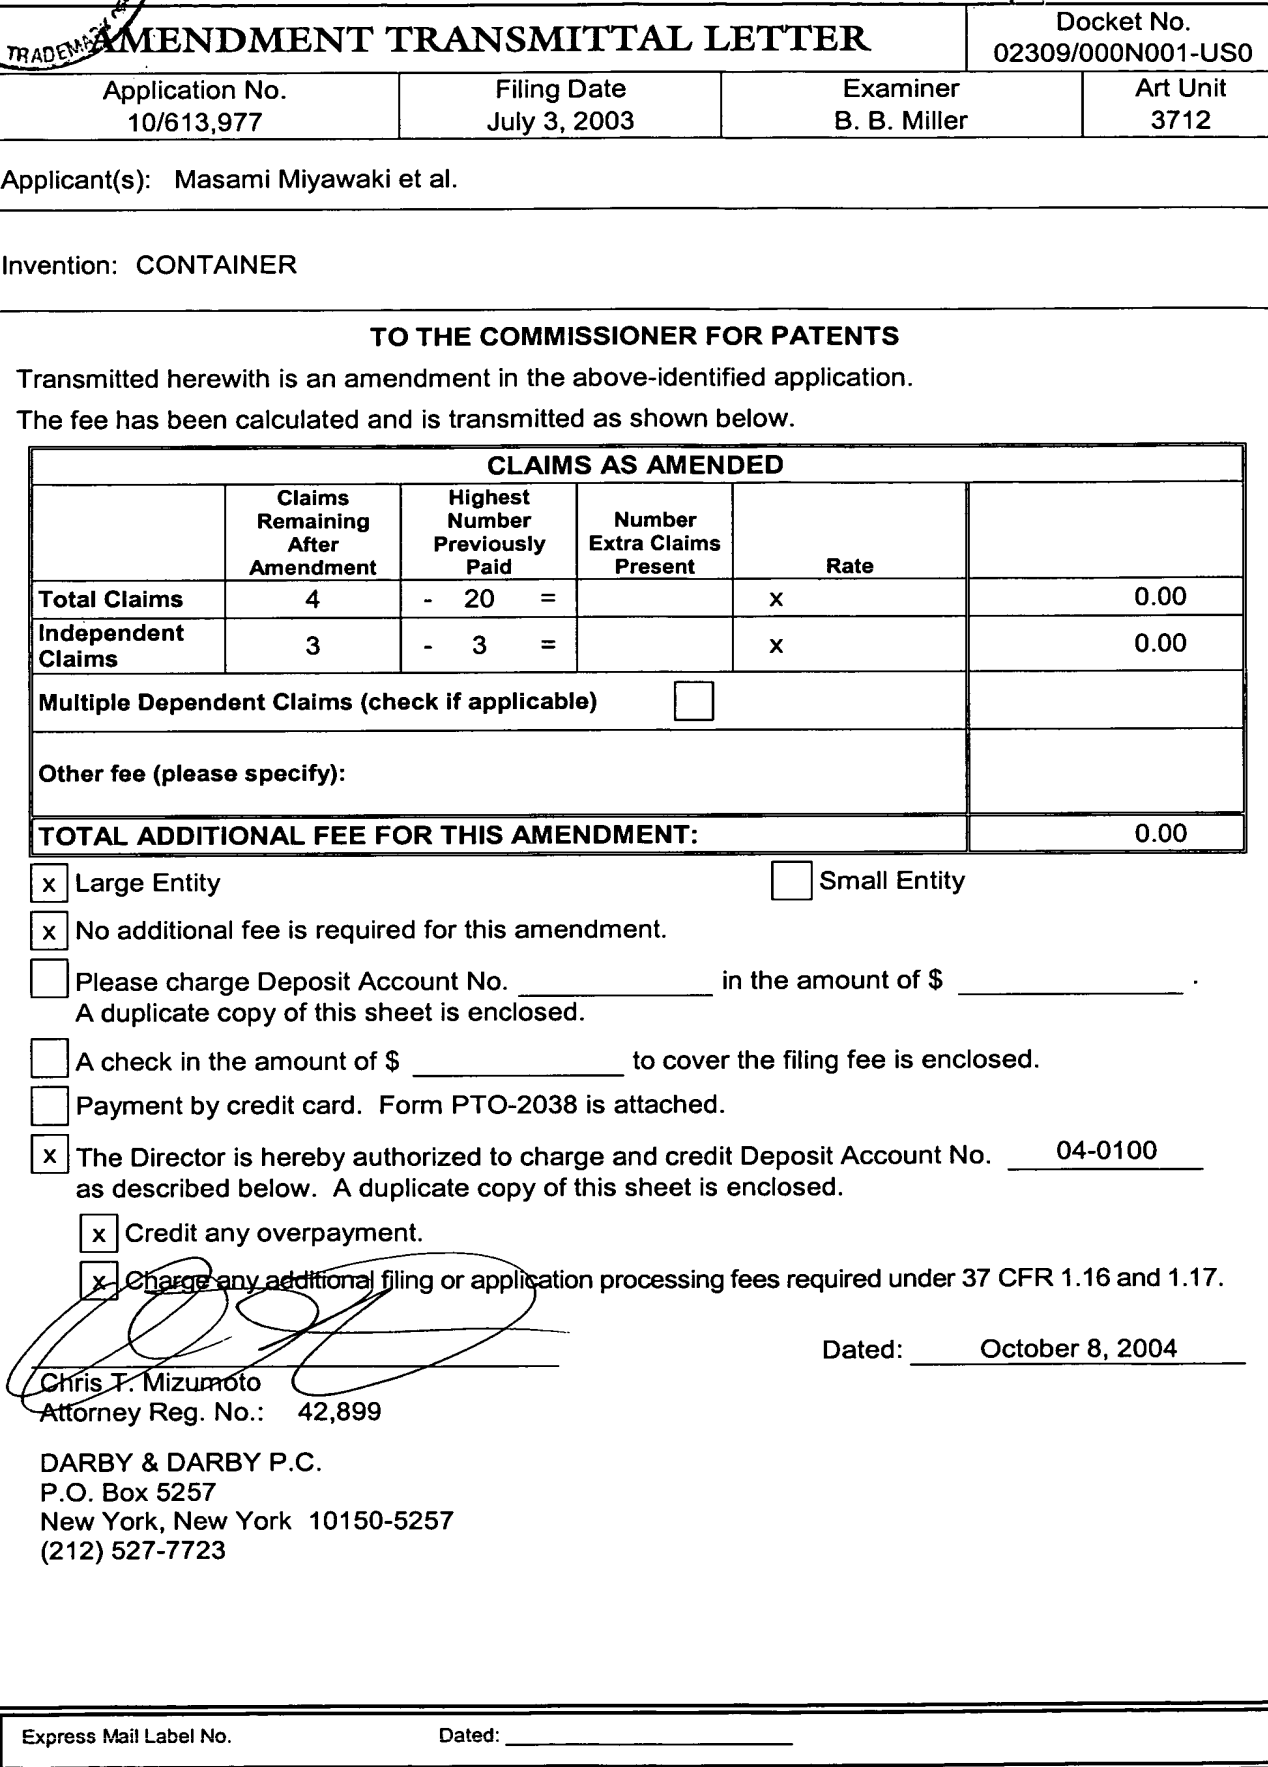 TRADEMARK
AMENDMENT TRANSMITTAL LETTER
Docket No.
02309/000N001-US0
Application No.
10/613,977
Filing Date
July 3, 2003
Examiner
B. B. Miller
Art Unit
3712
Applicant(s): Masami Miyawaki et al.
Invention: CONTAINER
TO THE COMMISSIONER FOR PATENTS
Transmitted herewith is an amendment in the above-identified application.
The fee has been calculated and is transmitted as shown below.
CLAIMS AS AMENDED
Claims
Remaining
After
Amendment
Highest
Number
Previously
Paid
Number
Extra Claims
Present
Rate
Total Claims 4 - 20 = x 0.00
Independent
Claims 3 - 3 = x 0.00
Multiple Dependent Claims (check if applicable)
Other fee (please specify):
TOTAL ADDITIONAL FEE FOR THIS AMENDMENT: 0.00
x Large Entity Small Entity
x No additional fee is required for this amendment.
Please charge Deposit Account No. ____ in the amount of $ ____ .
A duplicate copy of this sheet is enclosed.
A check in the amount of $ ____ to cover the filing fee is enclosed.
Payment by credit card. Form PTO-2038 is attached.
x The Director is hereby authorized to charge and credit Deposit Account No. 04-0100
as described below. A duplicate copy of this sheet is enclosed.
x Credit any overpayment.
x Charge any additional filing or application processing fees required under 37 CFR 1.16 and 1.17.
Dated: October 8, 2004
Chris T. Mizumoto
Attorney Reg. No.: 42,899
DARBY & DARBY P.C.
P.O. Box 5257
New York, New York 10150-5257
(212) 527-7723
Express Mail Label No. Dated: ____